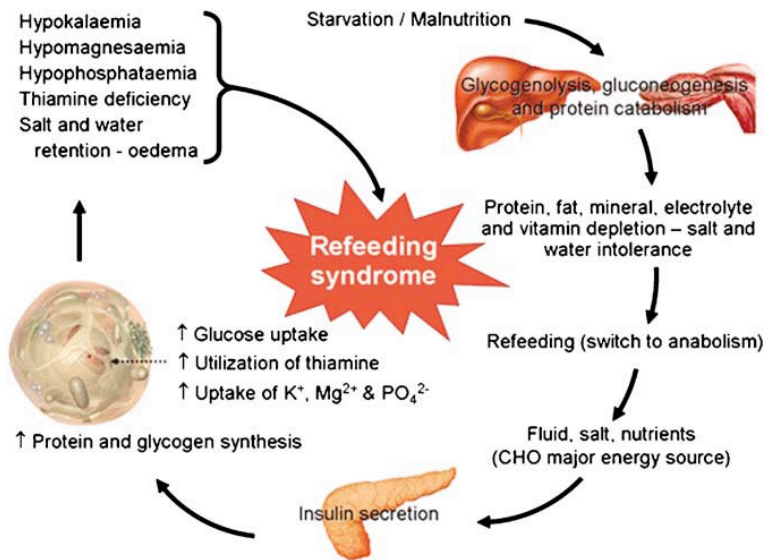 Starvation / Malnutrition
Glycogenolysis, gluconeogenesis
and protein catabolism
Protein, fat, mineral, electrolyte
and vitamin depletion – salt and
water intolerance
Refeeding (switch to anabolism)
Fluid, salt, nutrients
(CHO major energy source)
Insulin secretion
↑ Protein and glycogen synthesis
↑ Glucose uptake
↑ Utilization of thiamine
↑ Uptake of K⁺, Mg²⁺ & PO₄²⁻
Hypokalaemia
Hypomagnesaemia
Hypophosphataemia
Thiamine deficiency
Salt and water
retention - oedema
Refeeding
syndrome